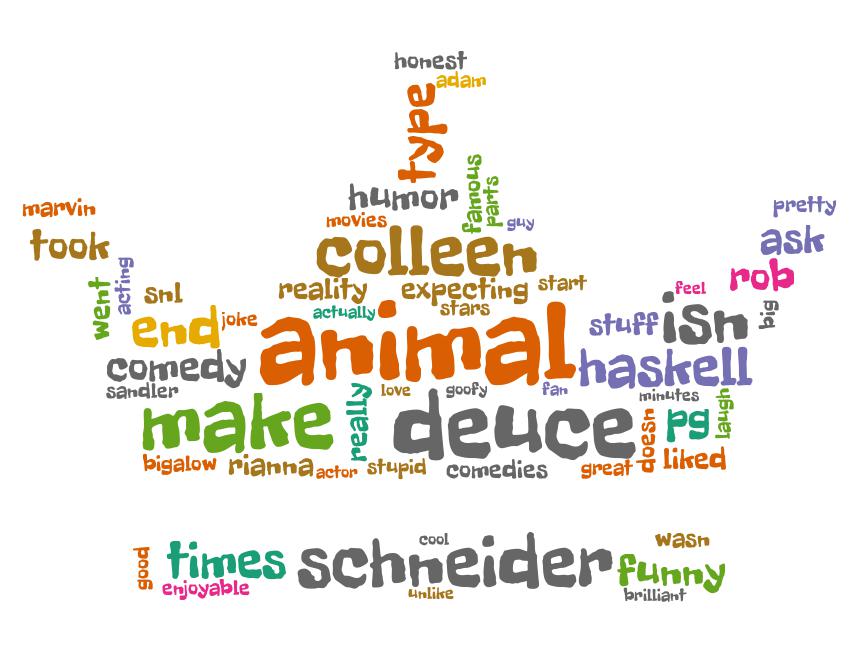 honest
adam
type
humor
famous
parts
movies
guy
marvin
took
pretty
ask
colleen
rob
went
acting
snl
reality
expecting
start
feel
actually
stars
end
joke
animal
stuff
isn
big
comedy
haskell
sandler
love
goofy
fan
minutes
make
really
deuce
doesn
pg
laugh
bigalow
rianna
actor
stupid
comedies
great
liked
good
times
enjoyable
schneider
cool
unlike
wasn
funny
brilliant